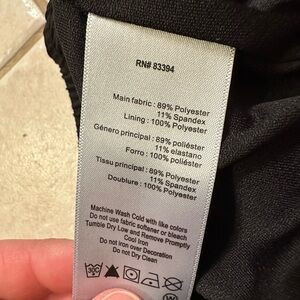 RN# 83394
Main fabric : 89% Polyester
11% Spandex
Lining : 100% Polyester
Género principal : 89% poliéster
11% elastano
Forro : 100% poliéster
Tissu principal : 89% Polyester
11% Spandex
Doublure : 100% Polyester
Machine Wash Cold with like colors
Do not use fabric softener or bleach
Tumble Dry Low and Remove Promptly
Cool Iron
Do not iron over Decoration
Do not Dry Clean
30C
W